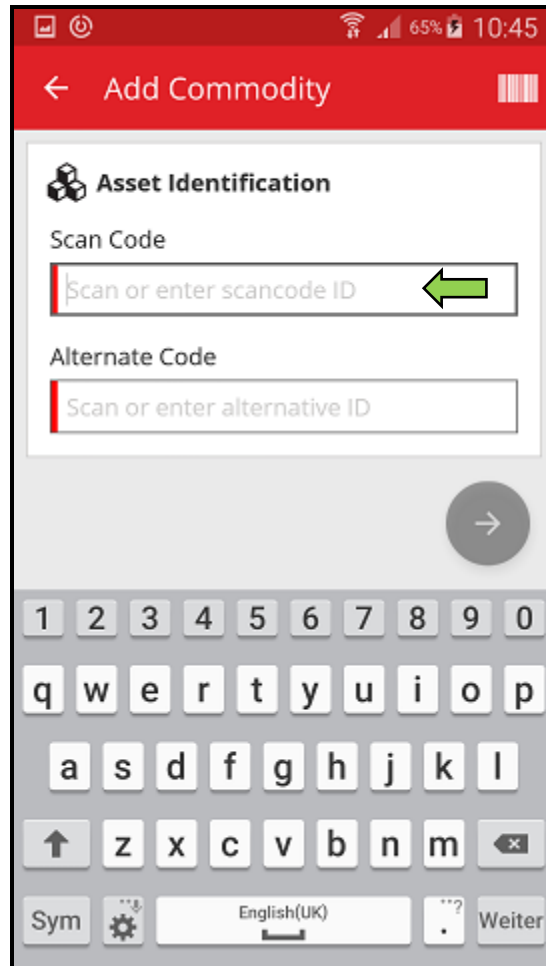 65% 10:45
Add Commodity
Asset Identification
Scan Code
Scan or enter scancode ID
Alternate Code
Scan or enter alternative ID
1 2 3 4 5 6 7 8 9 0
q w e r t y u i o p
a s d f g h j k l
z x c v b n m
Sym English(UK) . ? Weiter